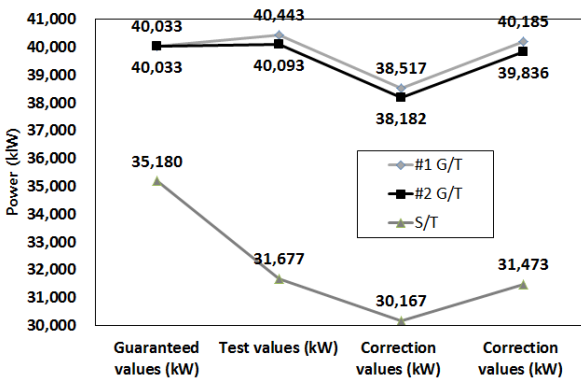 41,000
40,000
39,000
38,000
37,000
36,000
35,000
34,000
33,000
32,000
31,000
30,000
Power (klW)
40,033
40,443
38,517
40,185
40,033
40,093
38,182
39,836
35,180
31,677
30,167
31,473
#1 G/T
#2 G/T
S/T
Guaranteed
values (kW)
Test values (kW)
Correction
values (kW)
Correction
values (kW)